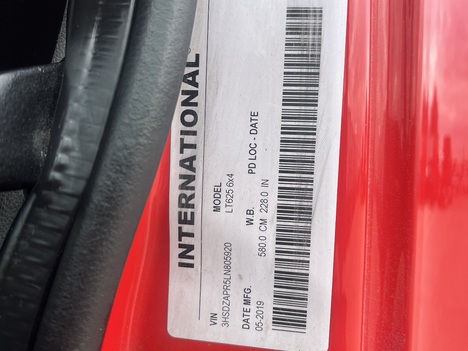 INTERNATIONAL®
VIN
3HSDZAPR5LN805920
MODEL
LT625 6x4
DATE MFG
05-2019
W.B.
580.0 CM 228.0 IN
PD LOC - DATE